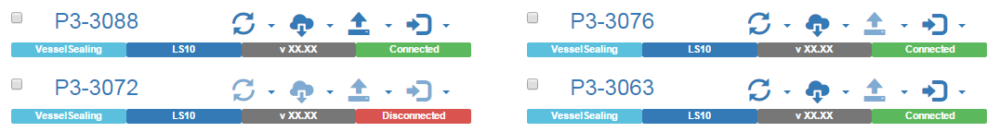 P3-3088
VesselSealing LS10 v XX.XX Connected
P3-3076
VesselSealing LS10 v XX.XX Connected
P3-3072
VesselSealing LS10 v XX.XX Disconnected
P3-3063
VesselSealing LS10 v XX.XX Connected